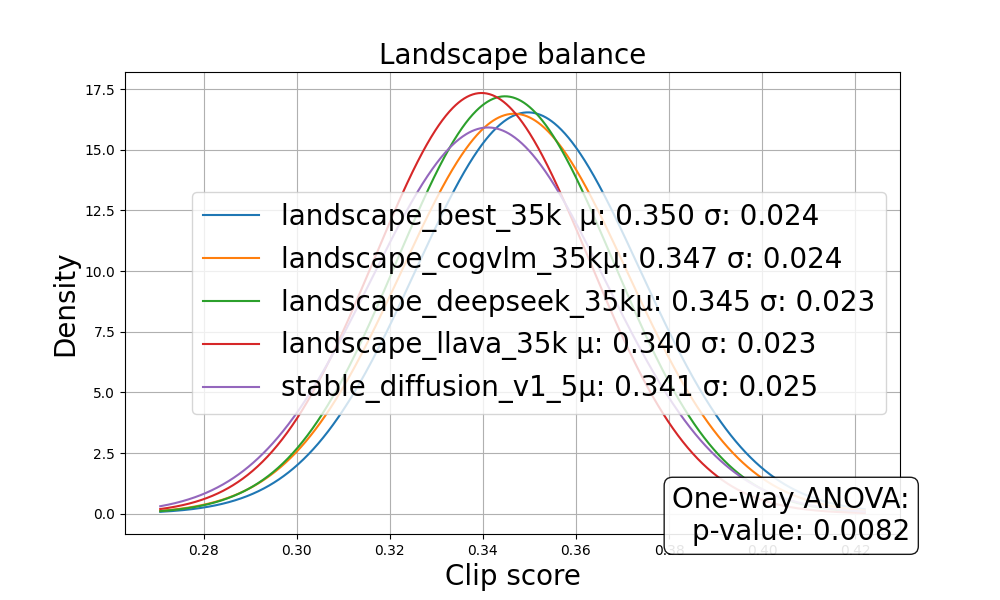 Landscape balance
17.5
15.0
12.5
10.0
7.5
5.0
2.5
0.0
Density
landscape_best_35k  μ: 0.350 σ: 0.024
landscape_cogvlm_35kμ: 0.347 σ: 0.024
landscape_deepseek_35kμ: 0.345 σ: 0.023
landscape_llava_35k μ: 0.340 σ: 0.023
stable_diffusion_v1_5μ: 0.341 σ: 0.025
One-way ANOVA:
p-value: 0.0082
0.28 0.30 0.32 0.34 0.36 0.38 0.40 0.42
Clip score